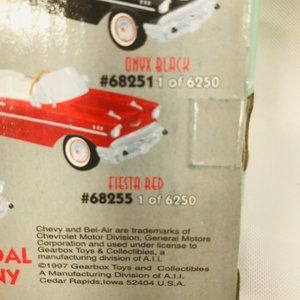 ONYX BLACK
#68251 1 of 6250
FIESTA RED
#68255 1 of 6250
DAL
NY
Chevy and Bel-Air are trademarks of
Chevrolet Motor Division, General Motors
Corporation and used under license to
Gearbox Toys & Collectibles, a
manufacturing division of A.I.I.
©1997 Gearbox Toys and Collectibles
A Manufacturing Division of A.I.I.
Cedar Rapids,Iowa 52404 U.S.A.